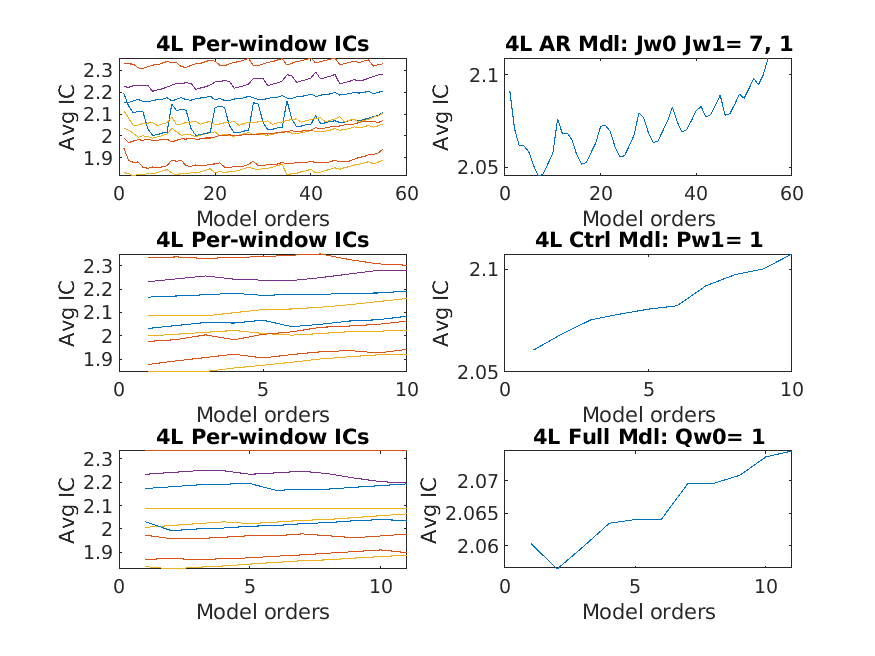 4L Per-window ICs
4L AR Mdl: Jw0 Jw1= 7, 1
2.3
2.2
2.1
2
1.9
Avg IC
0 20 40 60
Model orders
2.1
2.05
Avg IC
0 20 40 60
Model orders
4L Per-window ICs
4L Ctrl Mdl: Pw1= 1
2.3
2.2
2.1
2
1.9
Avg IC
0 5 10
Model orders
2.1
2.05
Avg IC
0 5 10
Model orders
4L Per-window ICs
4L Full Mdl: Qw0= 1
2.3
2.2
2.1
2
1.9
Avg IC
0 5 10
Model orders
2.07
2.065
2.06
Avg IC
0 5 10
Model orders